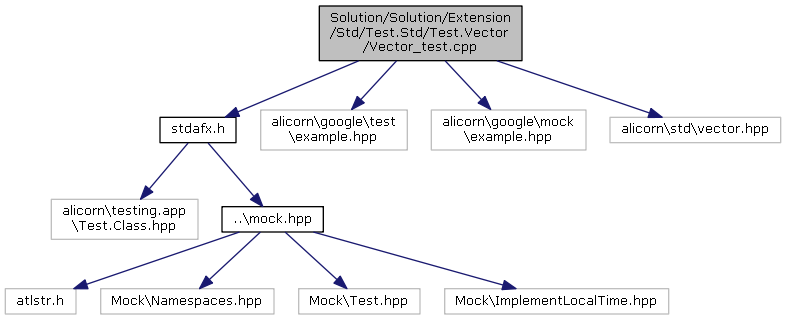 Solution/Solution/Extension
/Std/Test.Std/Test.Vector
/Vector_test.cpp
stdafx.h
alicorn\google\test
\example.hpp
alicorn\google\mock
\example.hpp
alicorn\std\vector.hpp
alicorn\testing.app
\Test.Class.hpp
..\mock.hpp
atlstr.h
Mock\Namespaces.hpp
Mock\Test.hpp
Mock\ImplementLocalTime.hpp